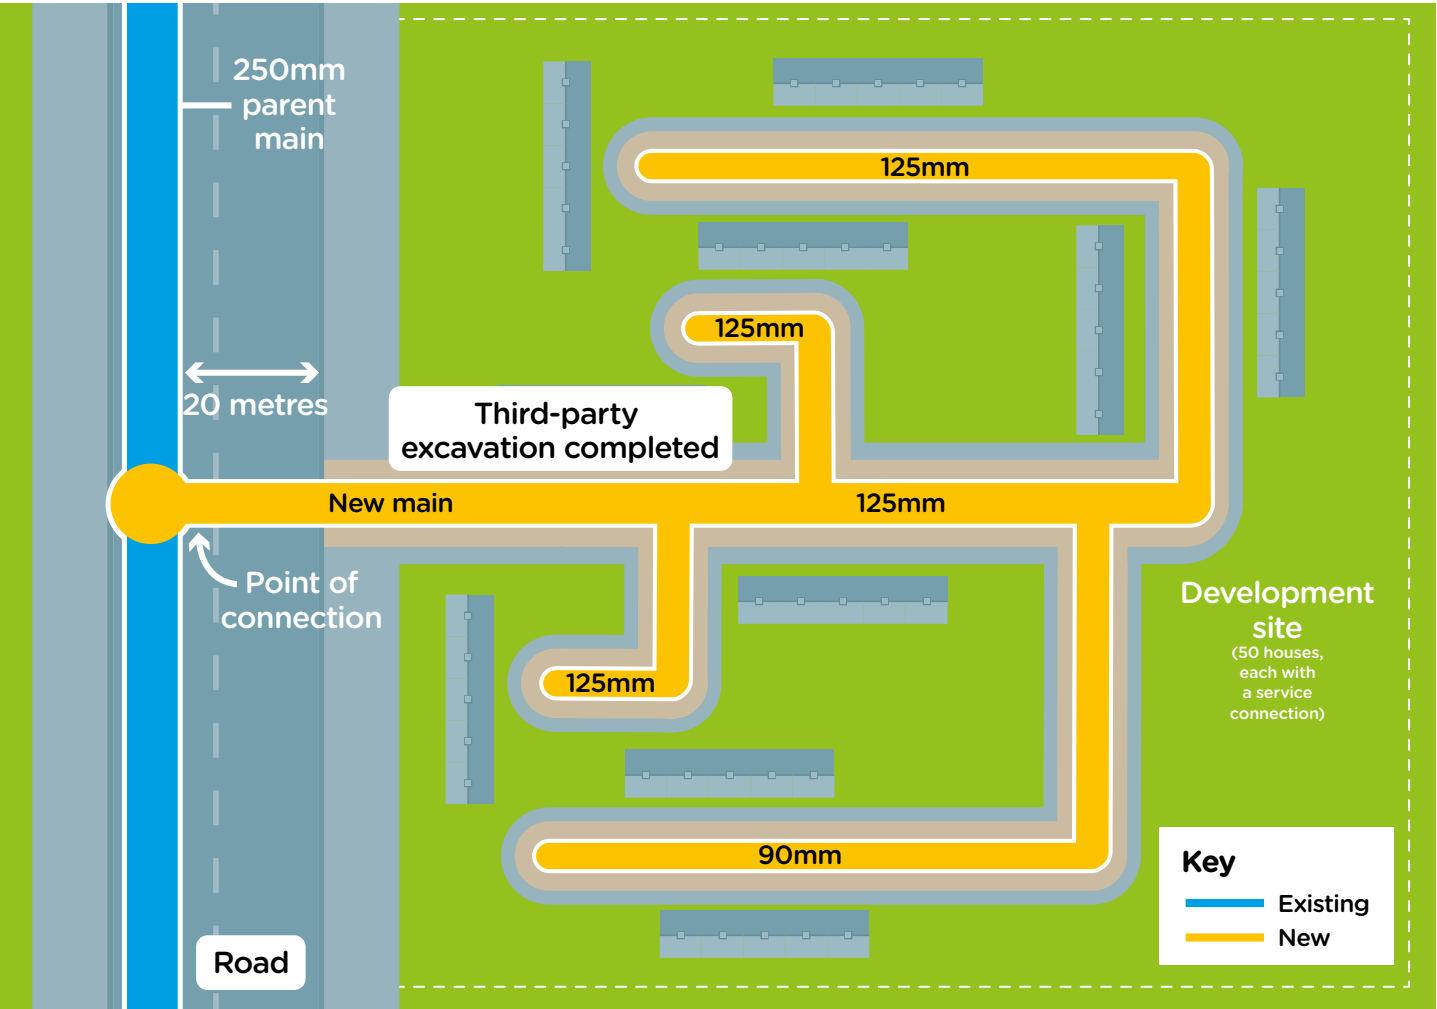 250mm
parent
main
125mm
125mm
20 metres
Third-party
excavation completed
New main
125mm
Point of
connection
Development
site
(50 houses,
each with
a service
connection)
125mm
90mm
Key
Existing
New
Road